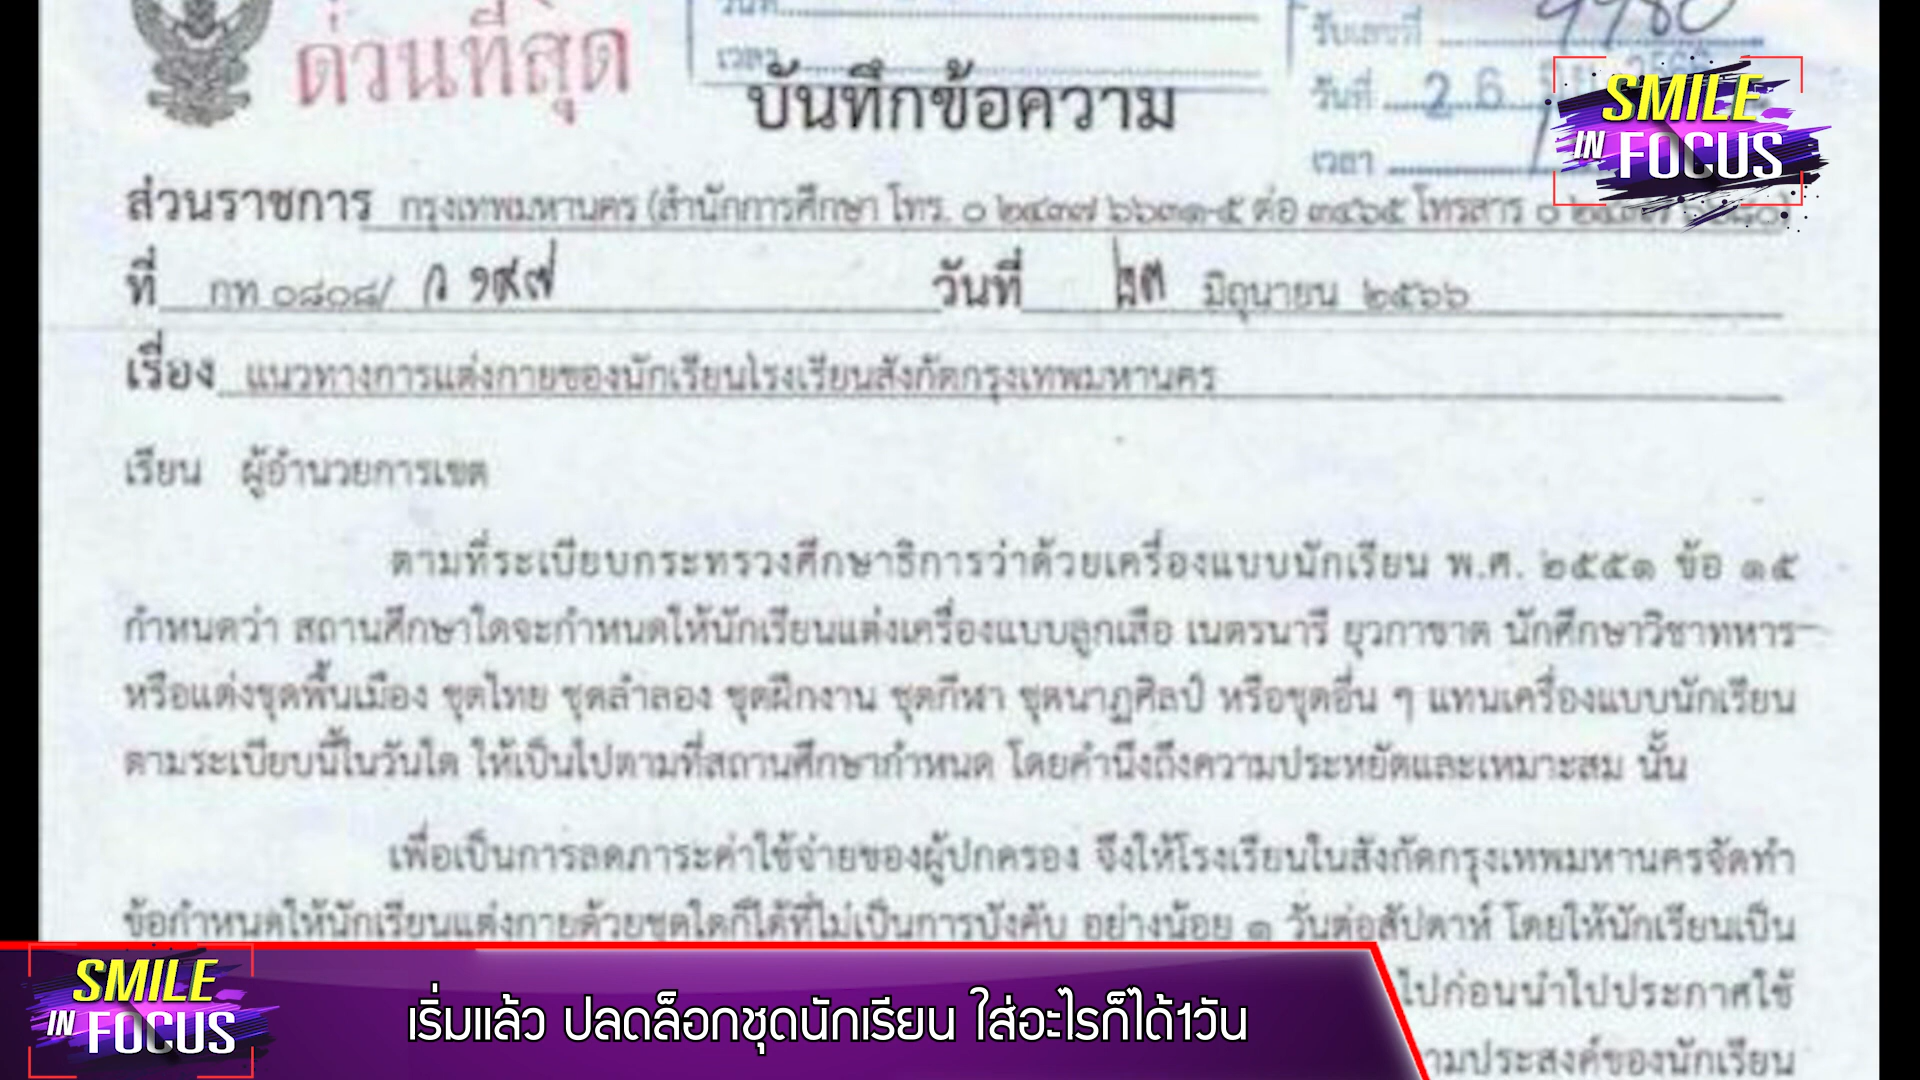 ด่วนที่สุด
วันที่
เวลา
รับเลขที่
วันที่ 26
เวลา
SMILE
IN FOCUS
บันทึกข้อความ
ส่วนราชการ กรุงเทพมหานคร (สำนักการศึกษา โทร. ๐ ๒๔๓๗ ๖๖๓๑-๕ ต่อ ๓๔๖๕ โทรสาร ๐
ที่ กท ๐๘๐๘/ วันที่ มิถุนายน ๒๕๖๖
เรื่อง แนวทางการแต่งกายของนักเรียนโรงเรียนสังกัดกรุงเทพมหานคร
เรียน ผู้อำนวยการเขต
ตามที่ระเบียบกระทรวงศึกษาธิการว่าด้วยเครื่องแบบนักเรียน พ.ศ. ๒๕๕๑ ข้อ ๑๕
กำหนดว่า สถานศึกษาใดจะกำหนดให้นักเรียนแต่งเครื่องแบบลูกเสือ เนตรนารี ยุวกาชาด นักศึกษาวิชาทหาร
หรือแต่งชุดพื้นเมือง ชุดไทย ชุดลำลอง ชุดฝึกงาน ชุดกีฬา ชุดนาฏศิลป์ หรือชุดอื่น ๆ แทนเครื่องแบบนักเรียน
ตามระเบียบนี้ในวันใด ให้เป็นไปตามที่สถานศึกษากำหนด โดยคำนึงถึงความประหยัดและเหมาะสม นั้น
เพื่อเป็นการลดภาระค่าใช้จ่ายของผู้ปกครอง จึงให้โรงเรียนในสังกัดกรุงเทพมหานครจัดทำ
ข้อกำหนดให้นักเรียนแต่งกายด้วยชุดใดก็ได้ที่ไม่เป็นการบังคับ อย่างน้อย ๑ วันต่อสัปดาห์ โดยให้นักเรียนเป็น
ไปก่อนนำไปประกาศใช้
ามประสงค์ของนักเรียน
SMILE
IN FOCUS
เริ่มแล้ว ปลดล็อกชุดนักเรียน ใส่อะไรก็ได้1วัน